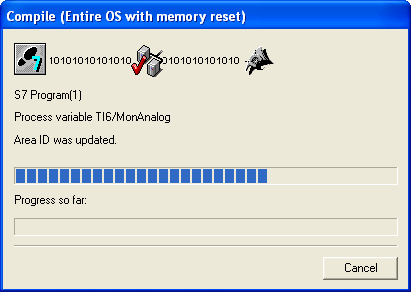 Compile (Entire OS with memory reset)
1010101010101 0101010101010
S7 Program(1)
Process variable TI6/MonAnalog
Area ID was updated.
Progress so far:
Cancel